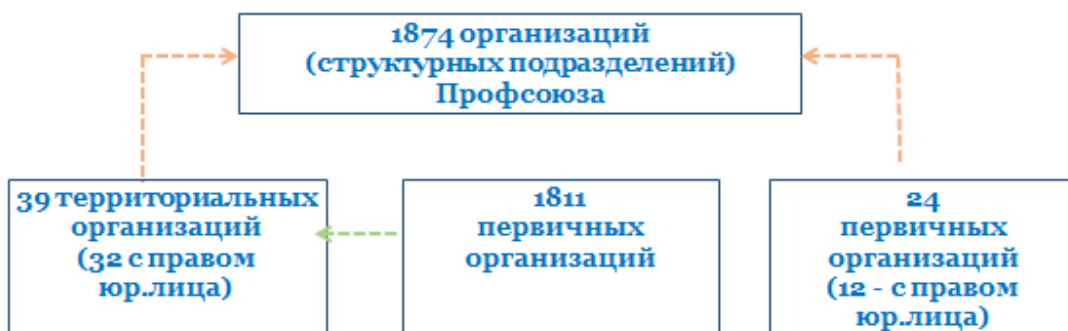 1874 организаций
(структурных подразделений)
Профсоюза
39 территориальных
организаций
(32 с правом
юр.лица)
1811
первичных
организаций
24
первичных
организаций
(12 - с правом
юр.лица)